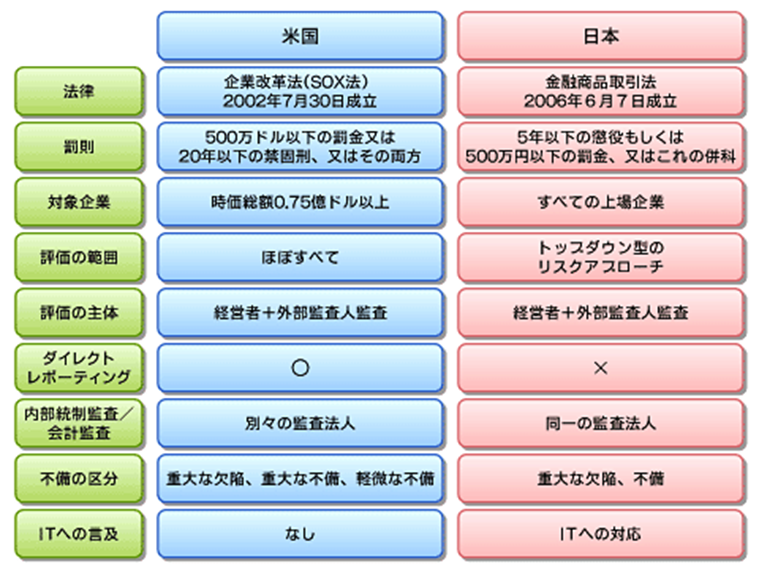 米国
日本
法律
企業改革法(SOX法)
2002年7月30日成立
金融商品取引法
2006年6月7日成立
罰則
500万ドル以下の罰金又は
20年以下の禁固刑、又はその両方
5年以下の懲役もしくは
500万円以下の罰金、又はこれの併科
対象企業
時価総額0.75億ドル以上
すべての上場企業
評価の範囲
ほぼすべて
トップダウン型の
リスクアプローチ
評価の主体
経営者＋外部監査人監査
経営者＋外部監査人監査
ダイレクト
レポーティング
○
×
内部統制監査／
会計監査
別々の監査法人
同一の監査法人
不備の区分
重大な欠陥、重大な不備、軽微な不備
重大な欠陥、不備
ITへの言及
なし
ITへの対応